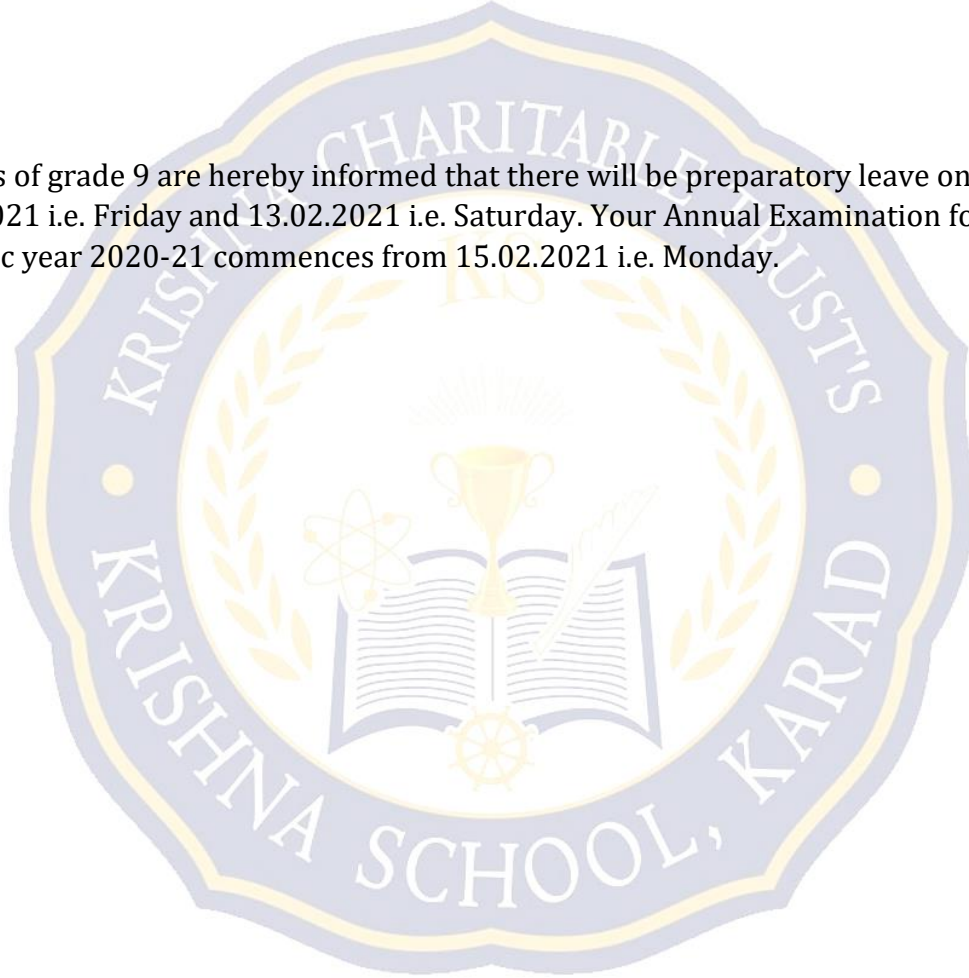 s of grade 9 are hereby informed that there will be preparatory leave on
021 i.e. Friday and 13.02.2021 i.e. Saturday. Your Annual Examination fo
c year 2020-21 commences from 15.02.2021 i.e. Monday.
KRISHNA CHARITABLE TRUST'S
KS
KRISHNA SCHOOL, KARAD